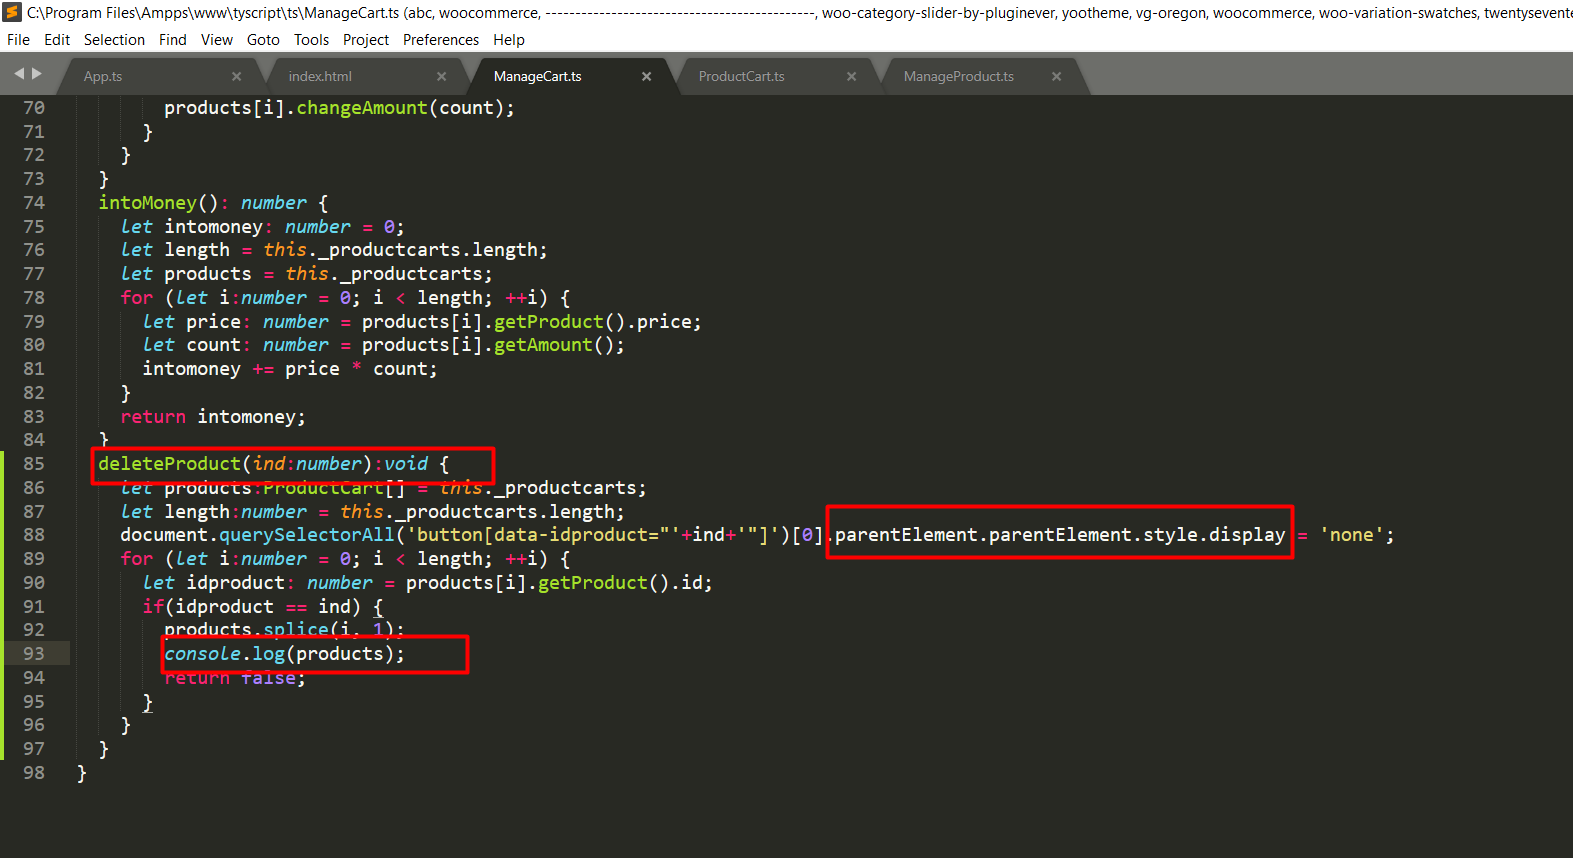 C:\Program Files\Ampps\www\tyscript\ts\ManageCart.ts (abc, woocommerce, --------------------------------------------, woo-category-slider-by-pluginever, yootheme, vg-oregon, woocommerce, woo-variation-swatches,
File Edit Selection Find View Goto Tools Project Preferences Help
App.ts × index.html × ManageCart.ts × ProductCart.ts × ManageProduct.ts ×
70         products[i].changeAmount(count);
71       }
72     }
73   }
74   intoMoney(): number {
75     let intomoney: number = 0;
76     let length = this._productcarts.length;
77     let products = this._productcarts;
78     for (let i:number = 0; i < length; ++i) {
79       let price: number = products[i].getProduct().price;
80       let count: number = products[i].getAmount();
81       intomoney += price * count;
82     }
83     return intomoney;
84   }
85   deleteProduct(ind:number):void {
86     let products:ProductCart[] = this._productcarts;
87     let length:number = this._productcarts.length;
88     document.querySelectorAll('button[data-idproduct="'+ind+'"]')[0].parentElement.parentElement.style.display = 'none';
89     for (let i:number = 0; i < length; ++i) {
90       let idproduct: number = products[i].getProduct().id;
91       if(idproduct == ind) {
92         products.splice(i, 1);
93         console.log(products);
94         return false;
95       }
96     }
97   }
98 }